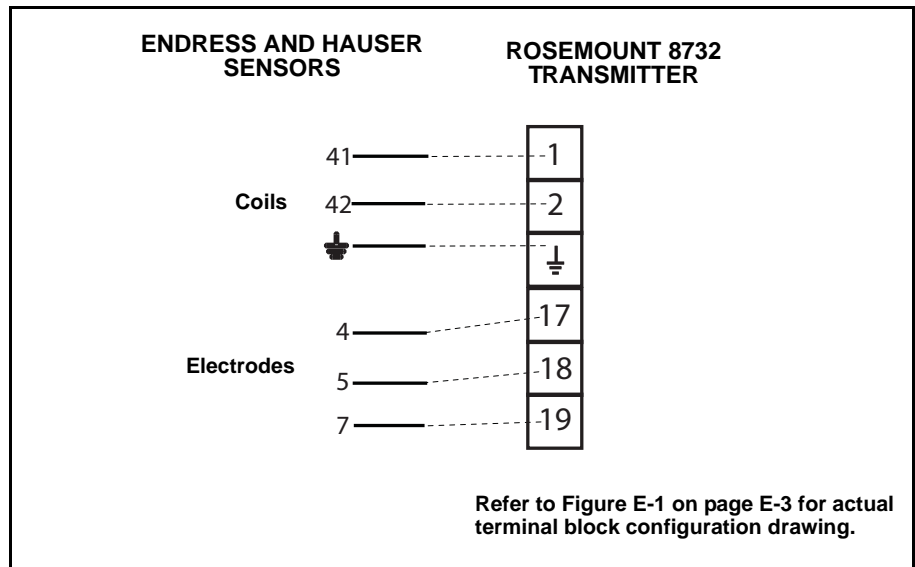 ENDRESS AND HAUSER
SENSORS
ROSEMOUNT 8732
TRANSMITTER
41
1
Coils
42
2
4
17
Electrodes
5
18
7
19
Refer to Figure E-1 on page E-3 for actual
terminal block configuration drawing.